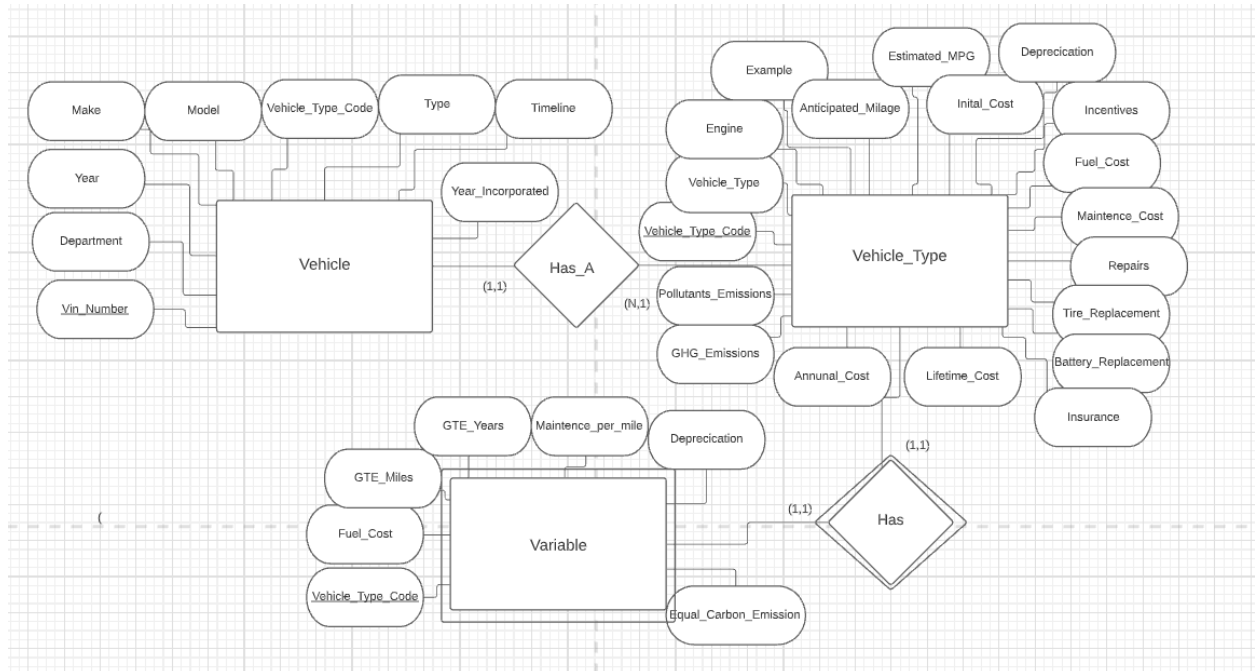 Make
Model
Vehicle_Type_Code
Type
Timeline
Year
Year_Incorporated
Department
Vin_Number
Vehicle
Has_A
(1,1)
(N,1)
Example
Estimated_MPG
Deprecication
Anticipated_Milage
Inital_Cost
Incentives
Engine
Fuel_Cost
Vehicle_Type
Maintence_Cost
Vehicle_Type_Code
Vehicle_Type
Repairs
Pollutants_Emissions
Tire_Replacement
GHG_Emissions
Battery_Replacement
Annunal_Cost
Lifetime_Cost
Insurance
(1,1)
Has
(1,1)
GTE_Years
Maintence_per_mile
Deprecication
GTE_Miles
Fuel_Cost
Variable
Vehicle_Type_Code
Equal_Carbon_Emission
(